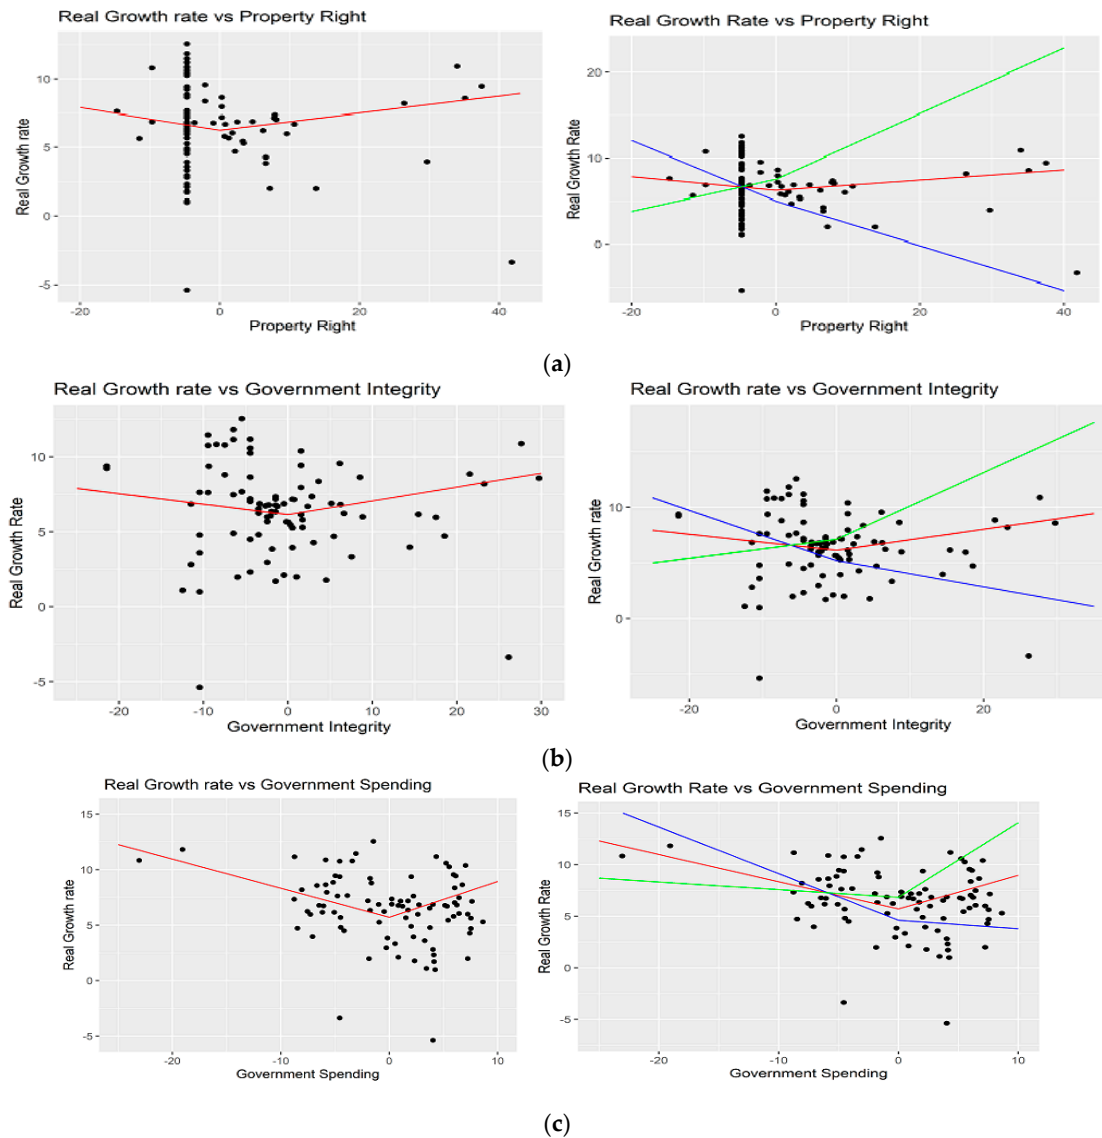 Real Growth rate vs Property Right
Real Growth rate
10
5
0
-5
-20
0
20
40
Property Right
Real Growth Rate vs Property Right
Real Growth Rate
20
10
0
-20
0
20
40
Property Right
(a)
Real Growth rate vs Government Integrity
Real Growth Rate
10
5
0
-5
-20
-10
0
10
20
30
Government Integrity
Real Growth rate vs Government Integrity
Real Growth rate
10
0
-20
0
20
Government Integrity
(b)
Real Growth rate vs Government Spending
Real Growth rate
15
10
5
0
-5
-20
-10
0
10
Government Spending
Real Growth Rate vs Government Spending
Real Growth Rate
15
10
5
0
-5
-20
-10
0
10
Government Spending
(c)